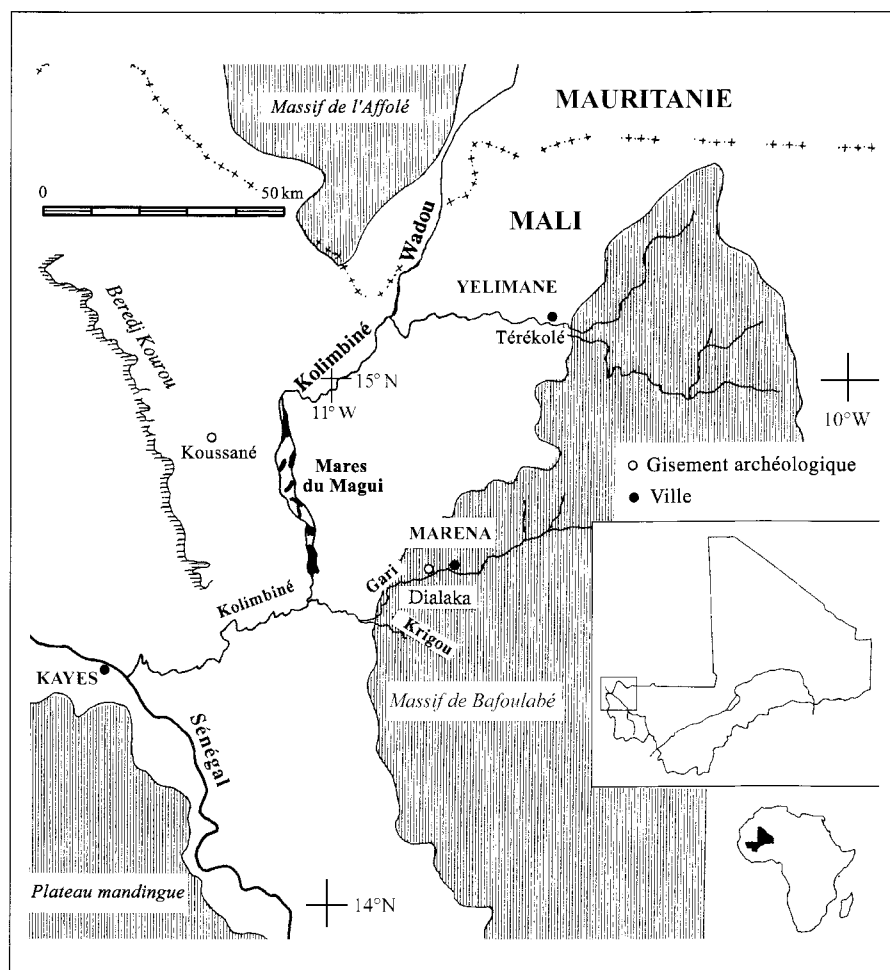 Massif de l'Affolé
MAURITANIE
0
50 km
Wadou
MALI
Beredj Kourou
YELIMANE
Térékolé
Kolimbiné
15° N
11° W
10°W
Koussané
Mares
du Magui
Gisement archéologique
Ville
MARENA
Gari
Dialaka
Kolimbiné
Krigou
KAYES
Massif de Bafoulabé
Sénégal
Plateau mandingue
14°N